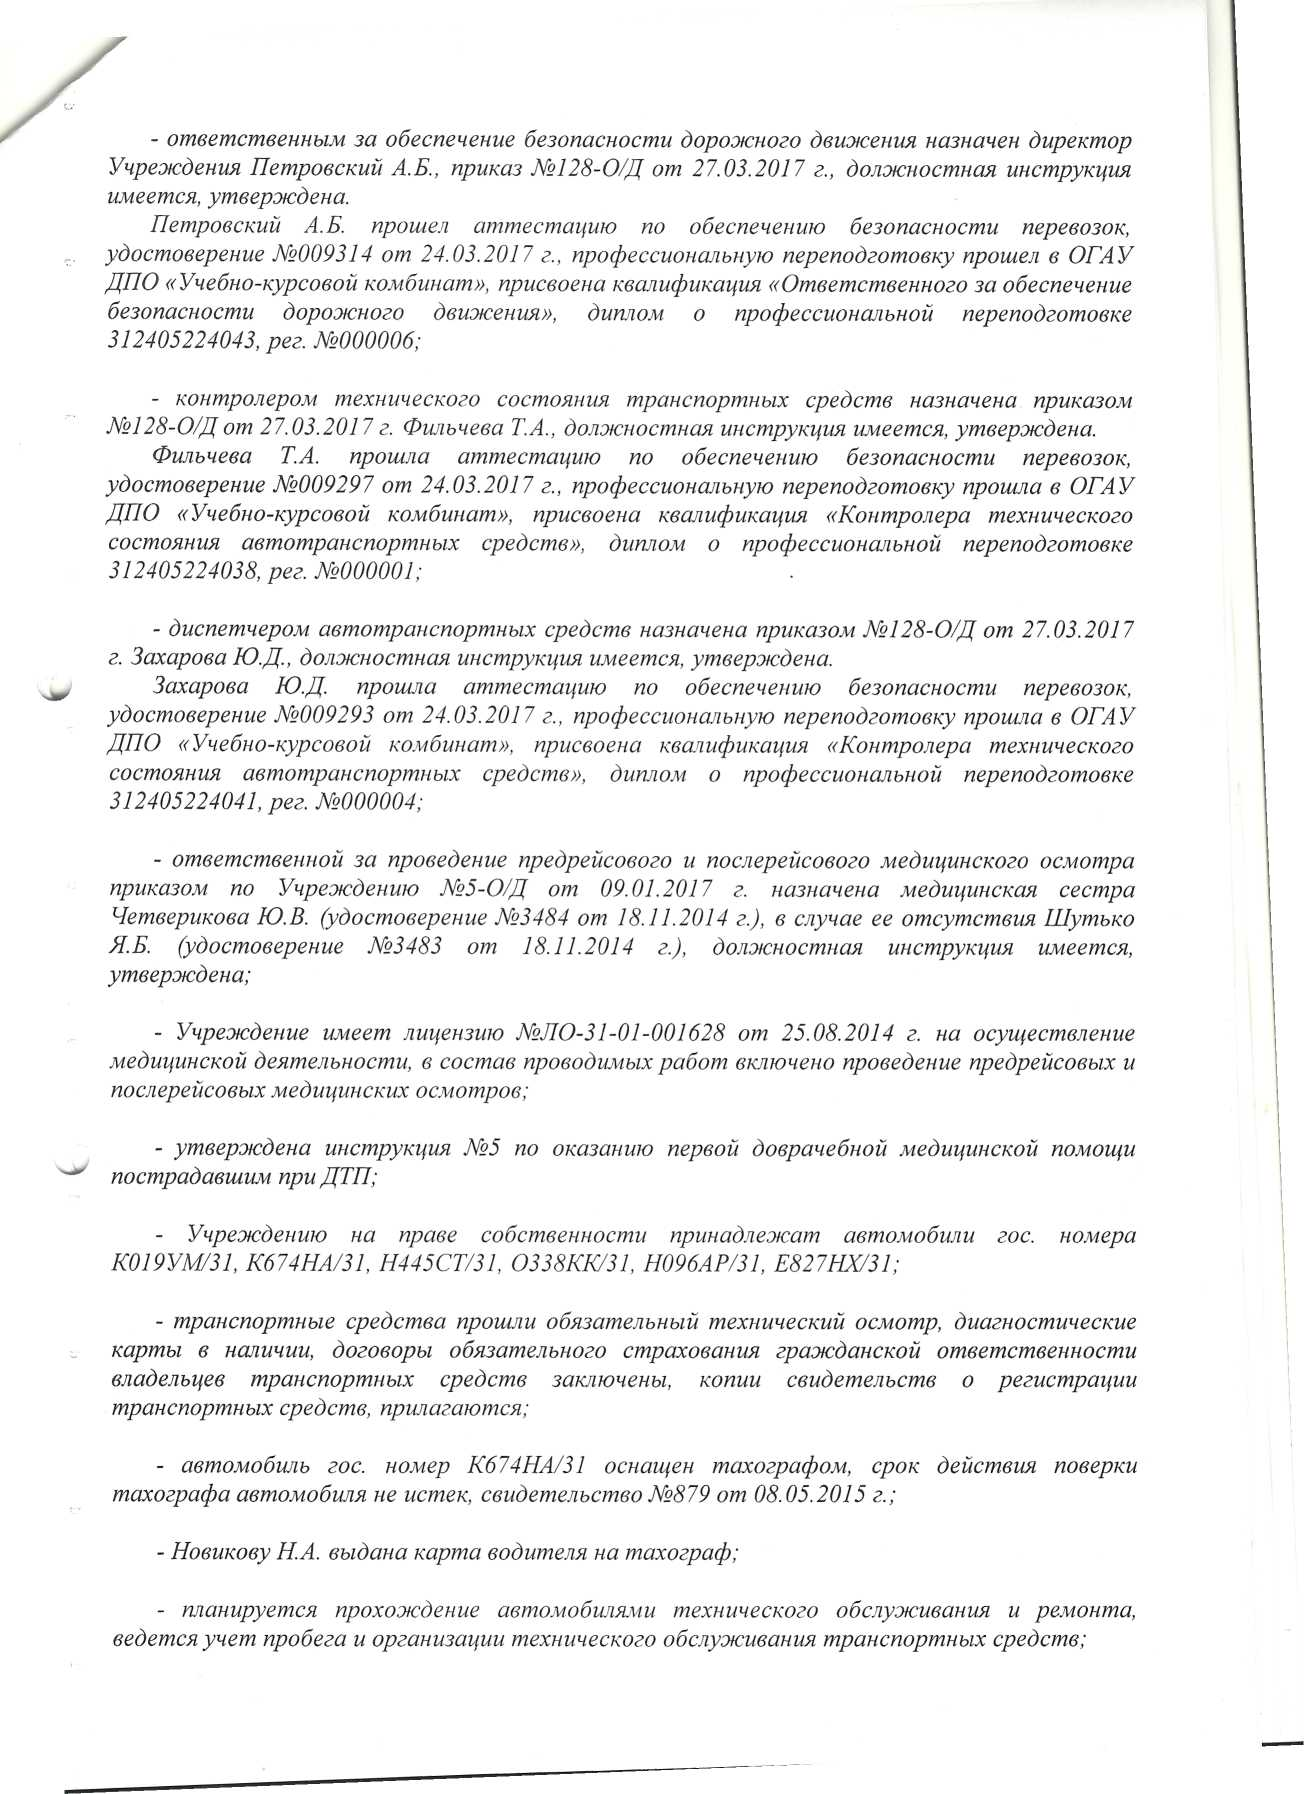 - ответственным за обеспечение безопасности дорожного движения назначен директор
Учреждения Петровский А.Б., приказ №128-О/Д от 27.03.2017 г., должностная инструкция
имеется, утверждена.
Петровский А.Б. прошел аттестацию по обеспечению безопасности перевозок,
удостоверение №009314 от 24.03.2017 г., профессиональную переподготовку прошел в ОГАУ
ДПО «Учебно-курсовой комбинат», присвоена квалификация «Ответственного за обеспечение
безопасности дорожного движения», диплом о профессиональной переподготовке
312405224043, рег. №000006;
- контролером технического состояния транспортных средств назначена приказом
№128-О/Д от 27.03.2017 г. Фильчева Т.А., должностная инструкция имеется, утверждена.
Фильчева Т.А. прошла аттестацию по обеспечению безопасности перевозок,
удостоверение №009297 от 24.03.2017 г., профессиональную переподготовку прошла в ОГАУ
ДПО «Учебно-курсовой комбинат», присвоена квалификация «Контролера технического
состояния автотранспортных средств», диплом о профессиональной переподготовке
312405224038, рег. №000001;
- диспетчером автотранспортных средств назначена приказом №128-О/Д от 27.03.2017
г. Захарова Ю.Д., должностная инструкция имеется, утверждена.
Захарова Ю.Д. прошла аттестацию по обеспечению безопасности перевозок,
удостоверение №009293 от 24.03.2017 г., профессиональную переподготовку прошла в ОГАУ
ДПО «Учебно-курсовой комбинат», присвоена квалификация «Контролера технического
состояния автотранспортных средств», диплом о профессиональной переподготовке
312405224041, рег. №000004;
- ответственной за проведение предрейсового и послерейсового медицинского осмотра
приказом по Учреждению №5-О/Д от 09.01.2017 г. назначена медицинская сестра
Четверикова Ю.В. (удостоверение №3484 от 18.11.2014 г.), в случае ее отсутствия Шутько
Я.Б. (удостоверение №3483 от 18.11.2014 г.), должностная инструкция имеется,
утверждена;
- Учреждение имеет лицензию №ЛО-31-01-001628 от 25.08.2014 г. на осуществление
медицинской деятельности, в состав проводимых работ включено проведение предрейсовых и
послерейсовых медицинских осмотров;
- утверждена инструкция №5 по оказанию первой доврачебной медицинской помощи
пострадавшим при ДТП;
- Учреждению на праве собственности принадлежат автомобили гос. номера
К019УМ/31, К674НА/31, Н445СТ/31, О338КК/31, Н096АР/31, Е827НХ/31;
- транспортные средства прошли обязательный технический осмотр, диагностические
карты в наличии, договоры обязательного страхования гражданской ответственности
владельцев транспортных средств заключены, копии свидетельств о регистрации
транспортных средств, прилагаются;
- автомобиль гос. номер К674НА/31 оснащен тахографом, срок действия поверки
тахографа автомобиля не истек, свидетельство №879 от 08.05.2015 г.;
- Новикову Н.А. выдана карта водителя на тахограф;
- планируется прохождение автомобилями технического обслуживания и ремонта,
ведется учет пробега и организации технического обслуживания транспортных средств;